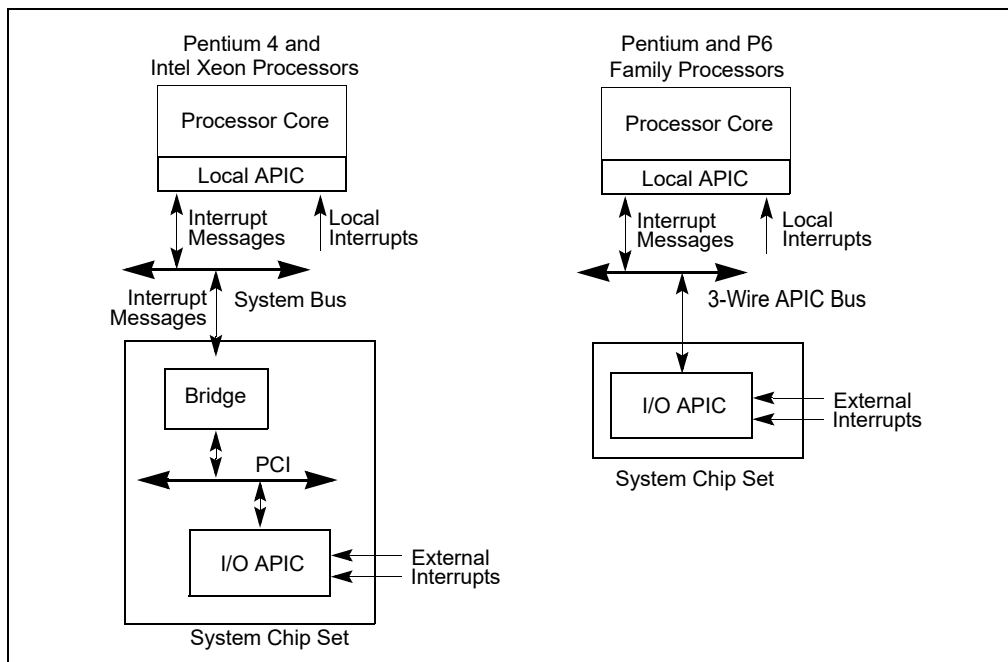 Pentium 4 and
Intel Xeon Processors
Processor Core
Local APIC
Interrupt
Messages
Local
Interrupts
Interrupt
Messages
System Bus
Bridge
PCI
I/O APIC
External
Interrupts
System Chip Set
Pentium and P6
Family Processors
Processor Core
Local APIC
Interrupt
Messages
Local
Interrupts
3-Wire APIC Bus
I/O APIC
External
Interrupts
System Chip Set